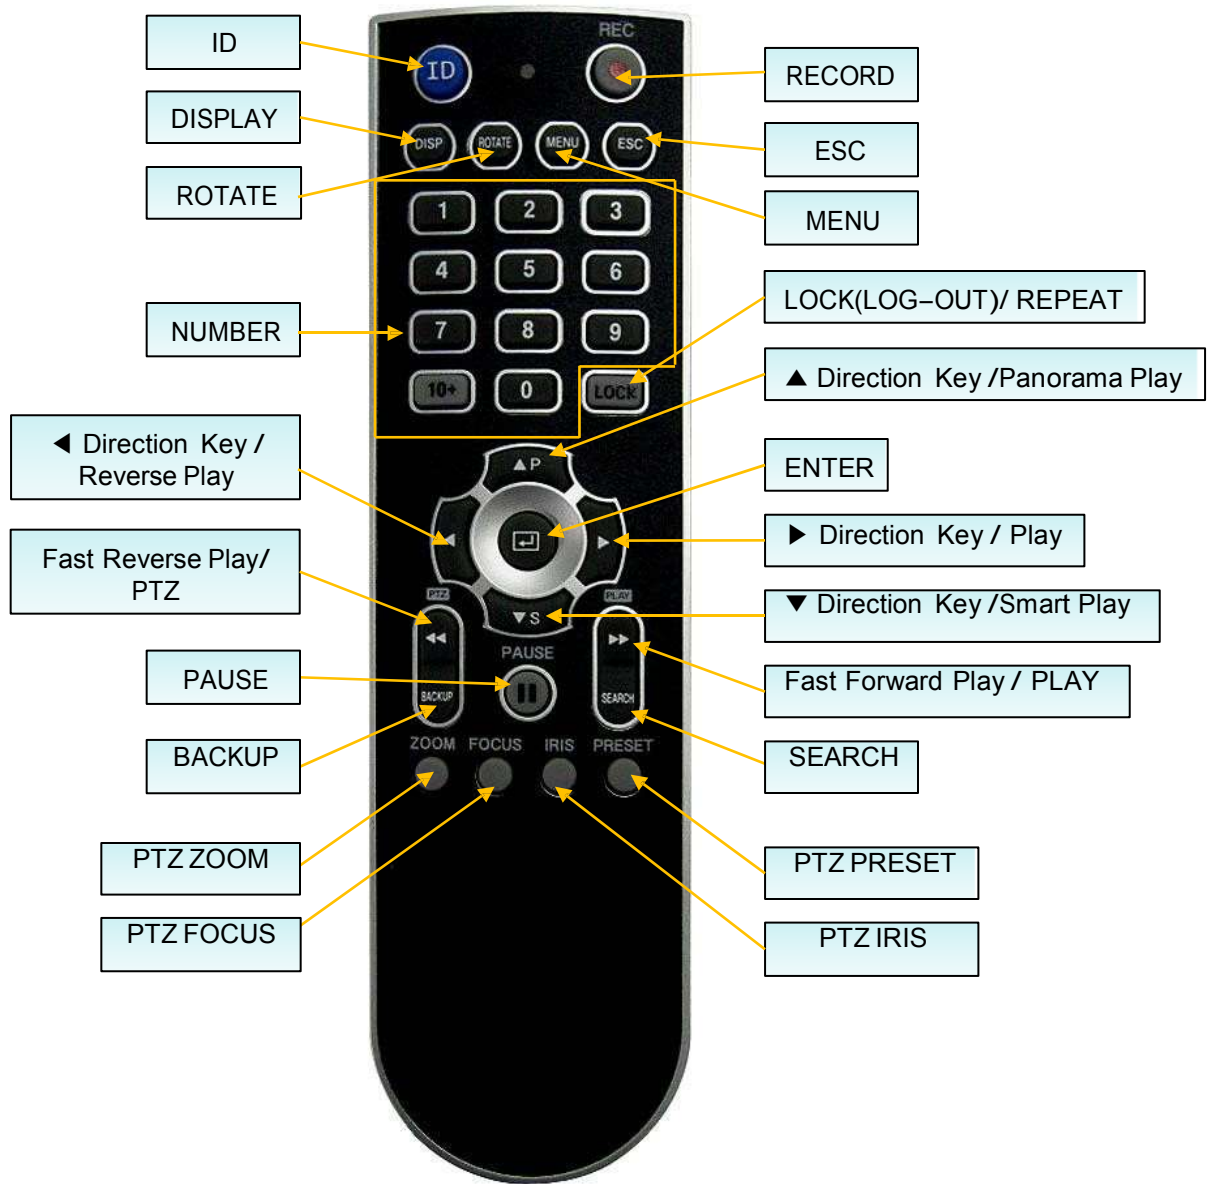 ID
DISPLAY
ROTATE
NUMBER
◀ Direction Key /
Reverse Play
Fast Reverse Play/
PTZ
PAUSE
BACKUP
PTZ ZOOM
PTZ FOCUS
REC
ID
DISP ROTATE MENU ESC
1 2 3
4 5 6
7 8 9
10+ 0 LOCK
▲ P
◀ ▶
▼ S
PTZ PLAY
◀◀ ▶▶
PAUSE
BACKUP SEARCH
ZOOM FOCUS IRIS PRESET
RECORD
ESC
MENU
LOCK(LOG-OUT)/ REPEAT
▲ Direction Key /Panorama Play
ENTER
▶ Direction Key / Play
▼ Direction Key /Smart Play
Fast Forward Play / PLAY
SEARCH
PTZ PRESET
PTZ IRIS